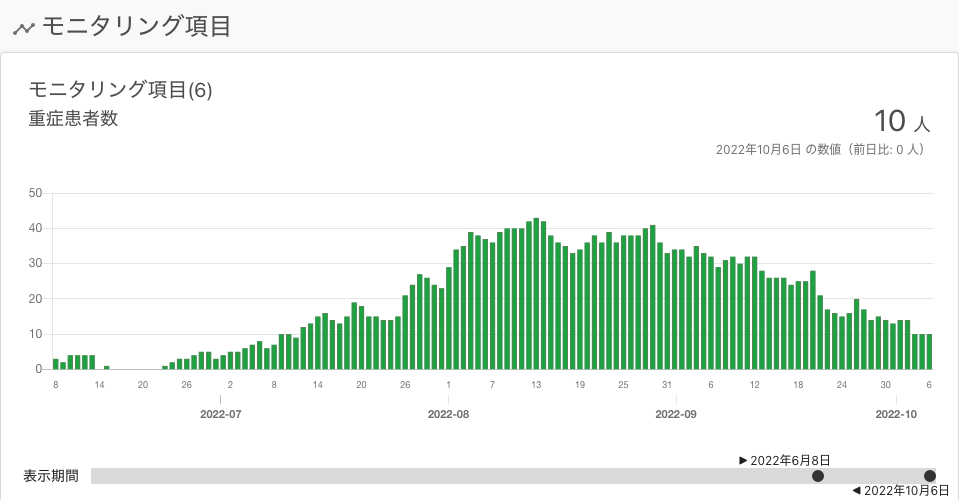 モニタリング項目
モニタリング項目(6)
重症患者数
10 人
2022年10月6日 の数値（前日比: 0 人）
50
40
30
20
10
0
8 14 20 26 2 8 14 20 26 1 7 13 19 25 31 6 12 18 24 30 6
2022-07 2022-08 2022-09 2022-10
▶ 2022年6月8日
表示期間
◀ 2022年10月6日